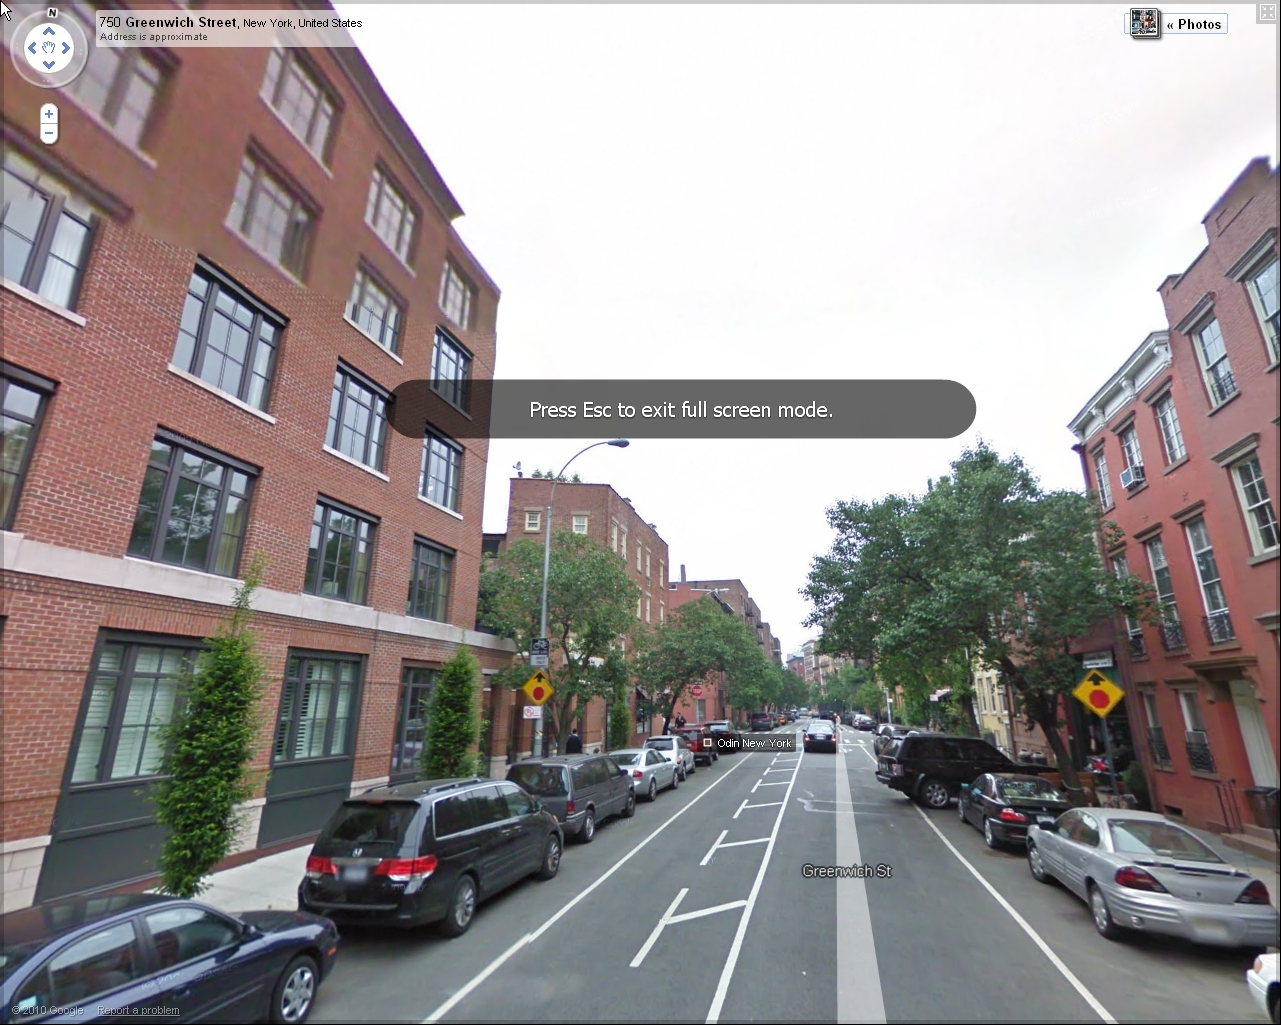 N
750 Greenwich Street, New York, United States
Address is approximate
« Photos
Press Esc to exit full screen mode.
Odin New York
Greenwich St
© 2010 Google Report a problem